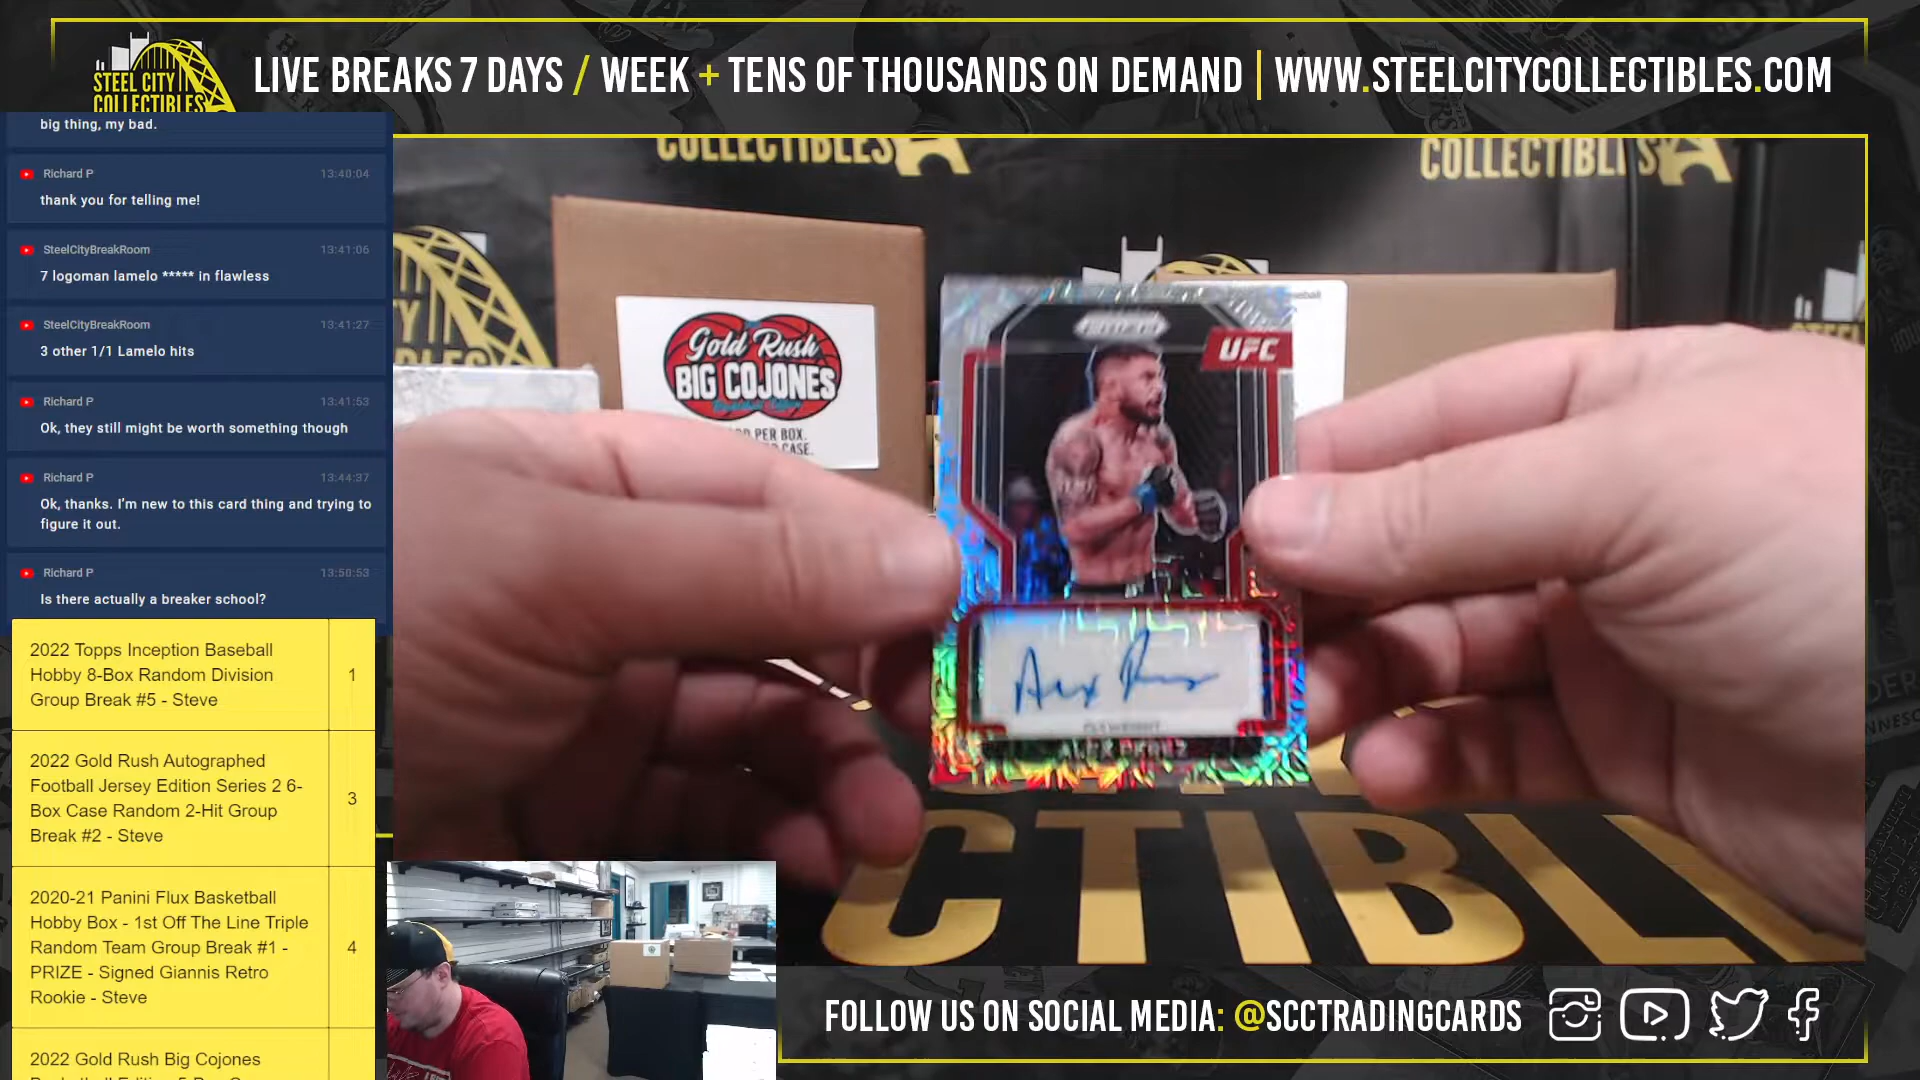 STEEL CITY
COLLECTIBLES
LIVE BREAKS 7 DAYS / WEEK + TENS OF THOUSANDS ON DEMAND | WWW.STEELCITYCOLLECTIBLES.COM
big thing, my bad.
Richard P 13:40:04
thank you for telling me!
SteelCityBreakRoom 13:41:06
7 logoman lamelo ***** in flawless
SteelCityBreakRoom 13:41:27
3 other 1/1 Lamelo hits
Richard P 13:41:53
Ok, they still might be worth something though
Richard P 13:44:37
Ok, thanks. I'm new to this card thing and trying to
figure it out.
Richard P 13:50:53
Is there actually a breaker school?
2022 Topps Inception Baseball
Hobby 8-Box Random Division
Group Break #5 - Steve
1
2022 Gold Rush Autographed
Football Jersey Edition Series 2 6-
Box Case Random 2-Hit Group
Break #2 - Steve
3
2020-21 Panini Flux Basketball
Hobby Box - 1st Off The Line Triple
Random Team Group Break #1 -
PRIZE - Signed Giannis Retro
Rookie - Steve
4
2022 Gold Rush Big Cojones
COLLECTIBLES
COLLECTIBLES
Gold Rush
BIG COJONES
PER BOX.
CASE.
PRIZM
UFC
Alex Perez
FLYWEIGHT
ALEX PEREZ
CTIBL
FOLLOW US ON SOCIAL MEDIA: @SCCTRADINGCARDS